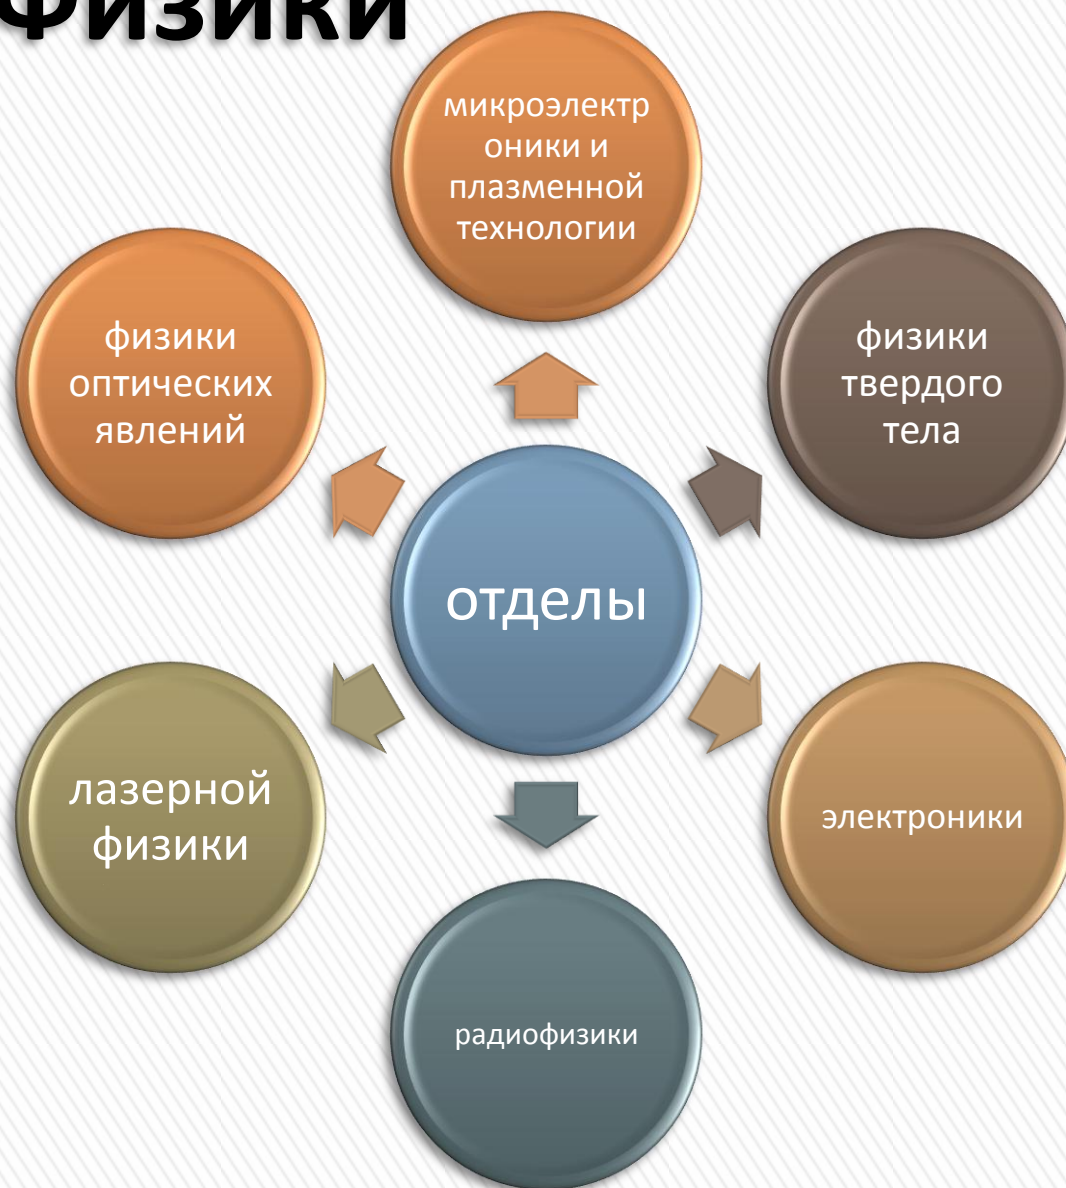 Физики
микроэлектр
оники и
плазменной
технологии
физики
оптических
явлений
физики
твердого
тела
отделы
лазерной
физики
электроники
радиофизики